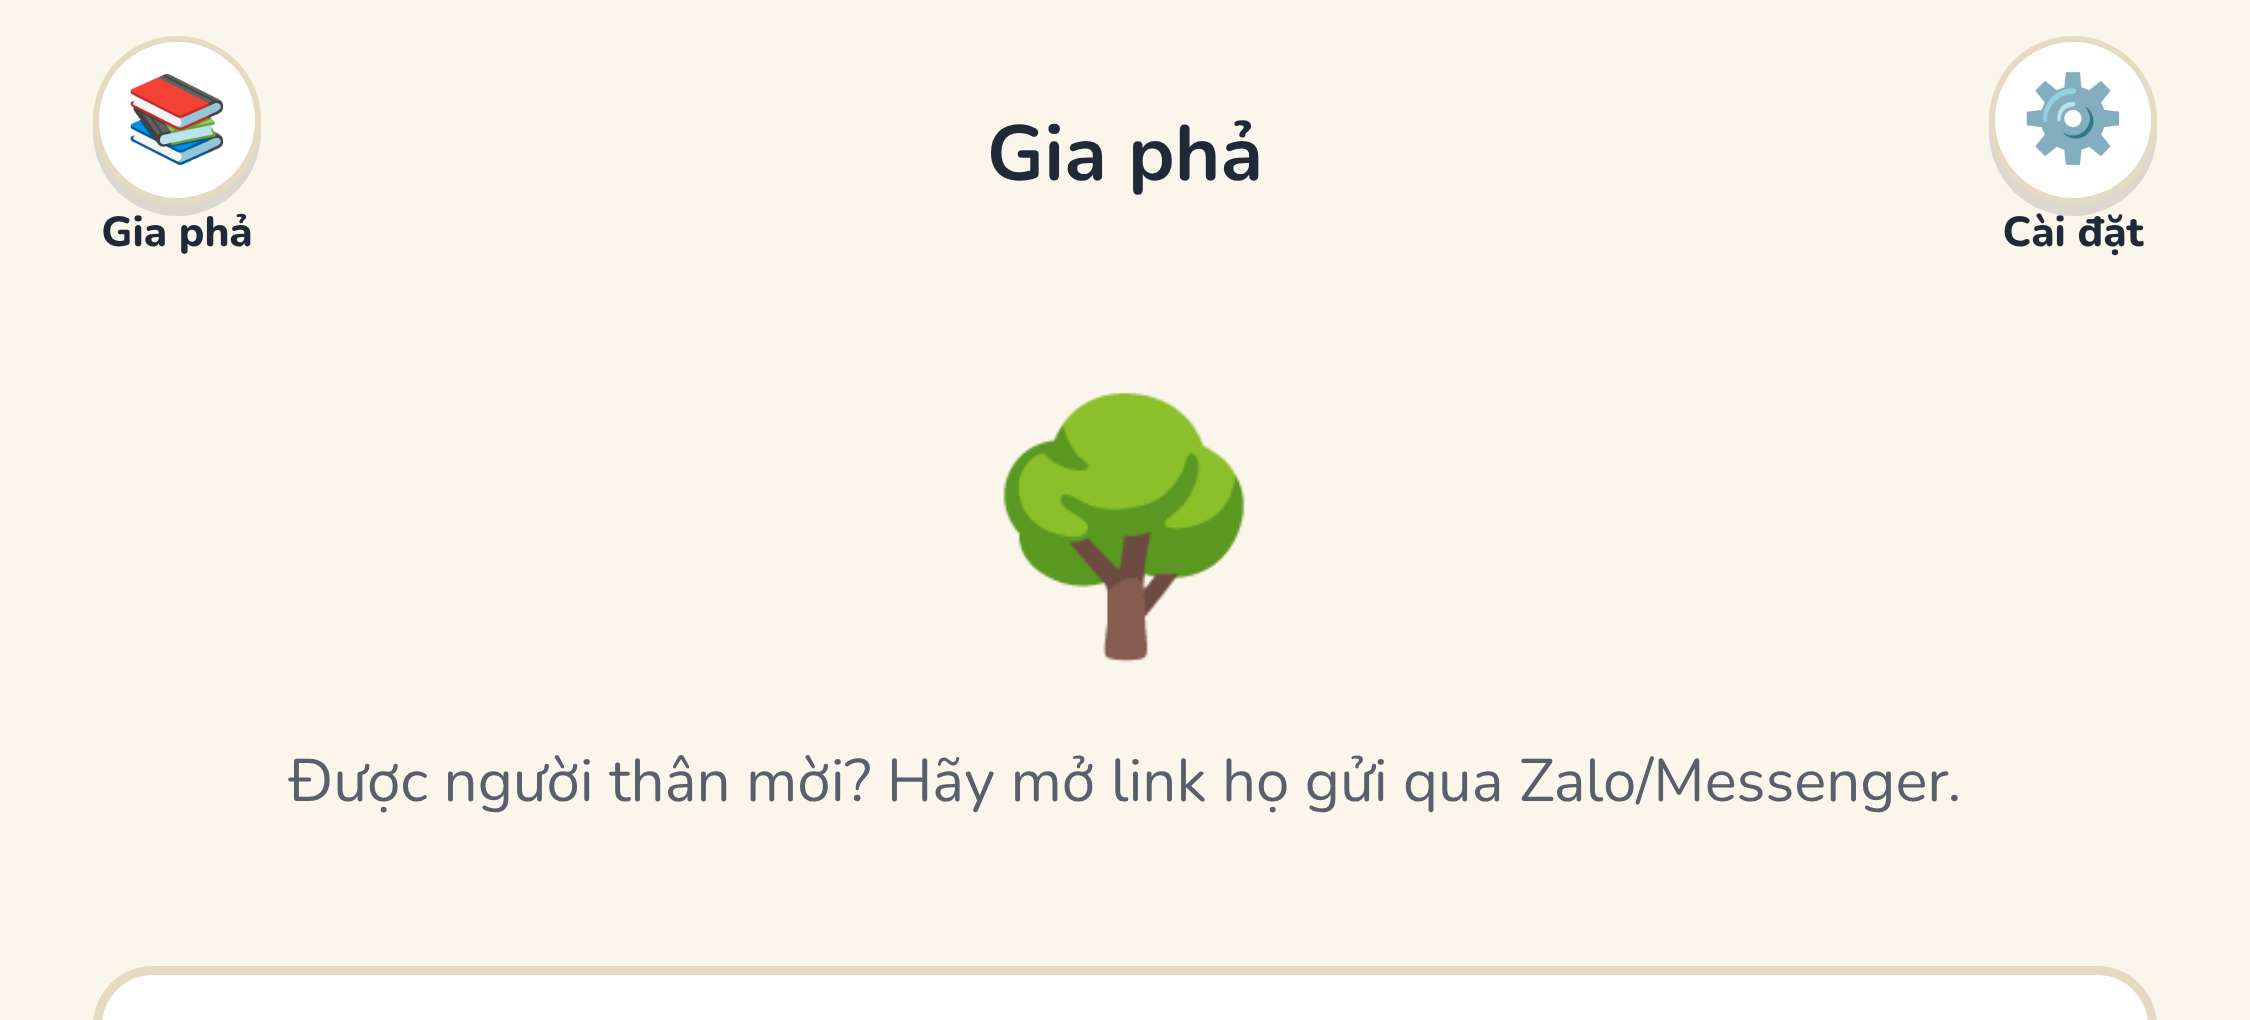 Gia phả
Gia phả
Cài đặt
Được người thân mời? Hãy mở link họ gửi qua Zalo/Messenger.